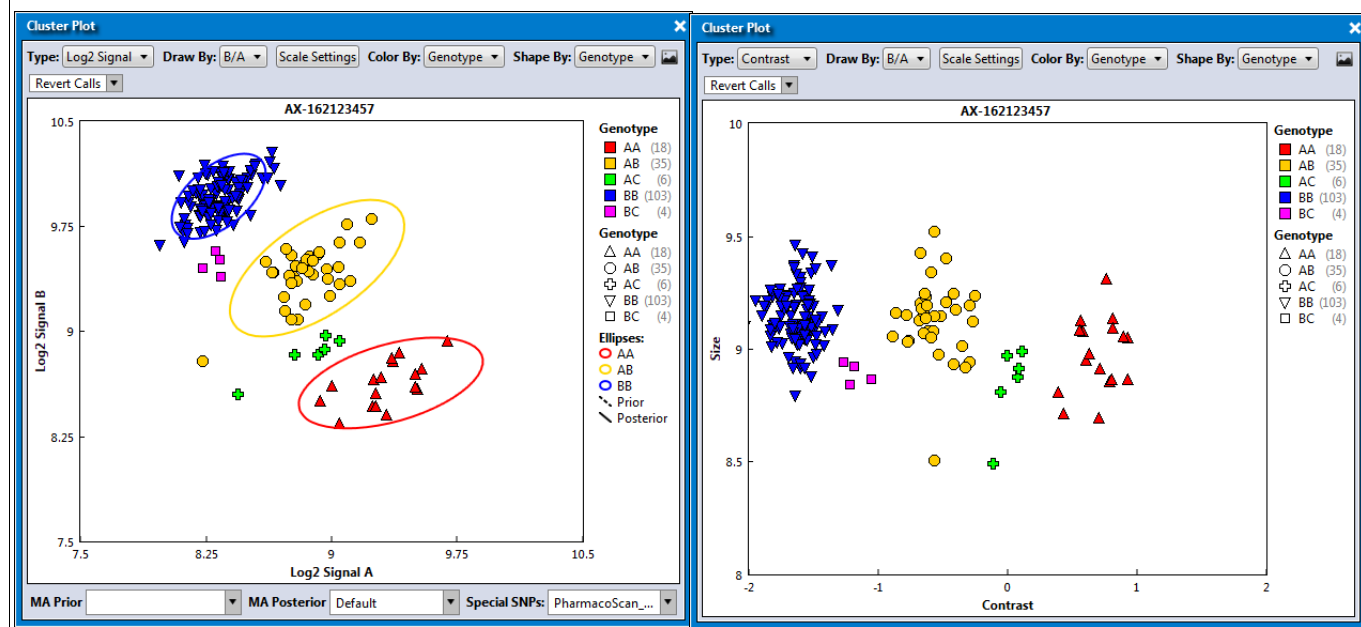 Cluster Plot
Type: Log2 Signal Draw By: B/A Scale Settings Color By: Genotype Shape By: Genotype
Revert Calls
AX-162123457
10.5
9.75
9
8.25
7.5
Log2 Signal B
7.5 8.25 9 9.75 10.5
Log2 Signal A
Genotype
AA (18)
AB (35)
AC (6)
BB (103)
BC (4)
Genotype
AA (18)
AB (35)
AC (6)
BB (103)
BC (4)
Ellipses:
AA
AB
BB
Prior
Posterior
MA Prior MA Posterior Default Special SNPs: PharmacoScan_...
Cluster Plot
Type: Contrast Draw By: B/A Scale Settings Color By: Genotype Shape By: Genotype
Revert Calls
AX-162123457
10
9.5
9
8.5
8
Size
-2 -1 0 1 2
Contrast
Genotype
AA (18)
AB (35)
AC (6)
BB (103)
BC (4)
Genotype
AA (18)
AB (35)
AC (6)
BB (103)
BC (4)